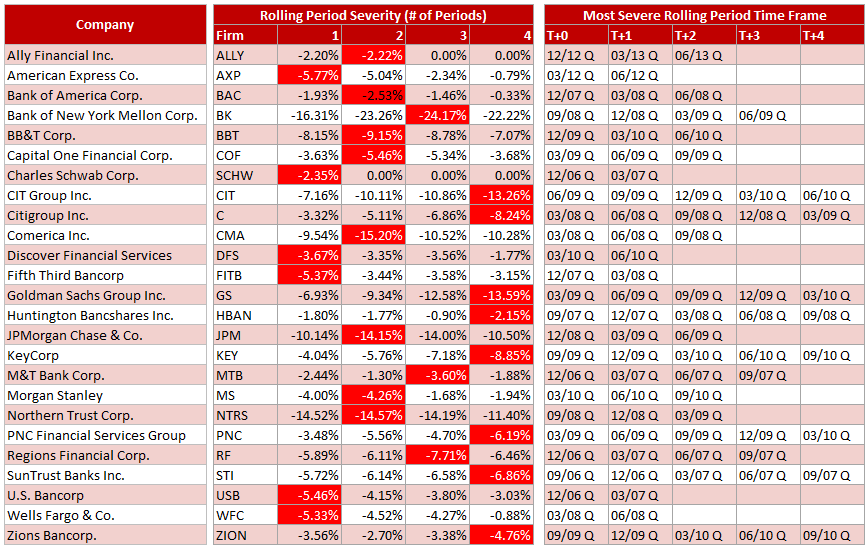 Company Rolling Period Severity (# of Periods) Most Severe Rolling Period Time Frame
Firm 1 2 3 4 T+0 T+1 T+2 T+3 T+4
Ally Financial Inc. ALLY -2.20% -2.22% 0.00% 0.00% 12/12 Q 03/13 Q 06/13 Q
American Express Co. AXP -5.77% -5.04% -2.34% -0.79% 03/12 Q 06/12 Q
Bank of America Corp. BAC -1.93% -2.53% -1.46% -0.33% 12/07 Q 03/08 Q 06/08 Q
Bank of New York Mellon Corp. BK -16.31% -23.26% -24.17% -22.22% 09/08 Q 12/08 Q 03/09 Q 06/09 Q
BB&T Corp. BBT -8.15% -9.15% -8.78% -7.07% 12/09 Q 03/10 Q 06/10 Q
Capital One Financial Corp. COF -3.63% -5.46% -5.34% -3.68% 03/09 Q 06/09 Q 09/09 Q
Charles Schwab Corp. SCHW -2.35% 0.00% 0.00% 0.00% 12/06 Q 03/07 Q
CIT Group Inc. CIT -7.16% -10.11% -10.86% -13.26% 06/09 Q 09/09 Q 12/09 Q 03/10 Q 06/10 Q
Citigroup Inc. C -3.32% -5.11% -6.86% -8.24% 03/08 Q 06/08 Q 09/08 Q 12/08 Q 03/09 Q
Comerica Inc. CMA -9.54% -15.20% -10.52% -10.28% 03/08 Q 06/08 Q 09/08 Q
Discover Financial Services DFS -3.67% -3.35% -3.56% -1.77% 03/10 Q 06/10 Q
Fifth Third Bancorp FITB -5.37% -3.44% -3.58% -3.15% 12/07 Q 03/08 Q
Goldman Sachs Group Inc. GS -6.93% -9.34% -12.58% -13.59% 03/09 Q 06/09 Q 09/09 Q 12/09 Q 03/10 Q
Huntington Bancshares Inc. HBAN -1.80% -1.77% -0.90% -2.15% 09/07 Q 12/07 Q 03/08 Q 06/08 Q 09/08 Q
JPMorgan Chase & Co. JPM -10.14% -14.15% -14.00% -10.50% 12/08 Q 03/09 Q 06/09 Q
KeyCorp KEY -4.04% -5.76% -7.18% -8.85% 09/09 Q 12/09 Q 03/10 Q 06/10 Q 09/10 Q
M&T Bank Corp. MTB -2.44% -1.30% -3.60% -1.88% 12/06 Q 03/07 Q 06/07 Q 09/07 Q
Morgan Stanley MS -4.00% -4.26% -1.68% -1.94% 03/10 Q 06/10 Q 09/10 Q
Northern Trust Corp. NTRS -14.52% -14.57% -14.19% -11.40% 09/08 Q 12/08 Q 03/09 Q
PNC Financial Services Group PNC -3.48% -5.56% -4.70% -6.19% 03/09 Q 06/09 Q 09/09 Q 12/09 Q 03/10 Q
Regions Financial Corp. RF -5.89% -6.11% -7.71% -6.46% 12/06 Q 03/07 Q 06/07 Q 09/07 Q
SunTrust Banks Inc. STI -5.72% -6.14% -6.58% -6.86% 09/06 Q 12/06 Q 03/07 Q 06/07 Q 09/07 Q
U.S. Bancorp USB -5.46% -4.15% -3.80% -3.03% 12/06 Q 03/07 Q
Wells Fargo & Co. WFC -5.33% -4.52% -4.27% -0.88% 03/08 Q 06/08 Q
Zions Bancorp. ZION -3.56% -2.70% -3.38% -4.76% 09/09 Q 12/09 Q 03/10 Q 06/10 Q 09/10 Q